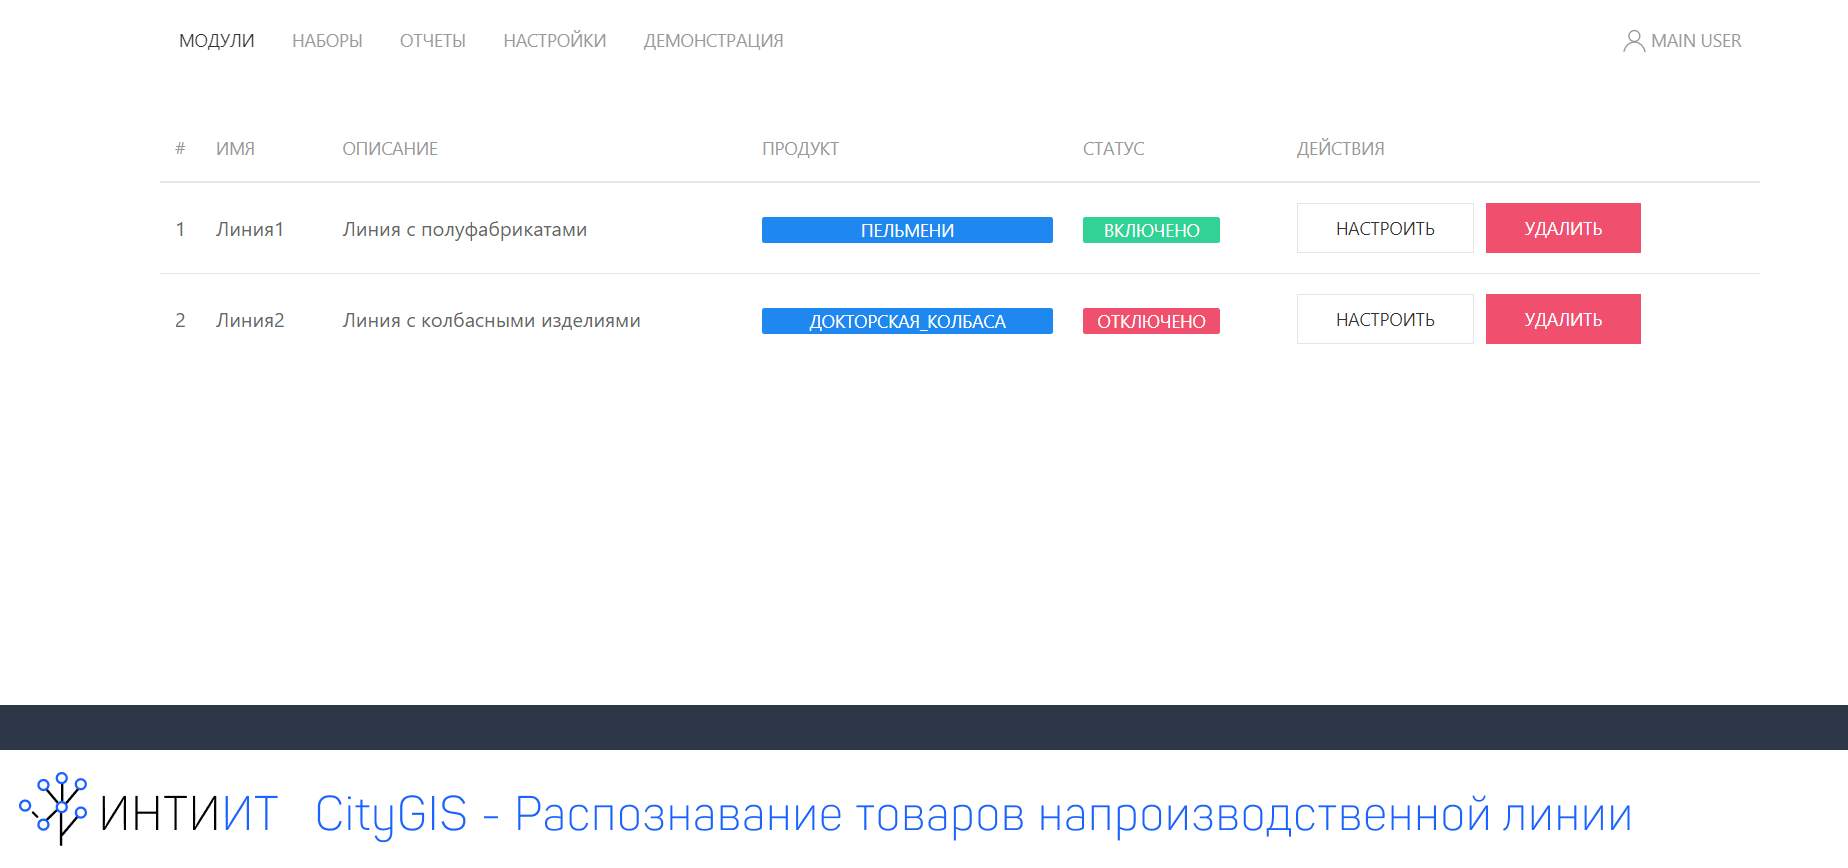 МОДУЛИ НАБОРЫ ОТЧЕТЫ НАСТРОЙКИ ДЕМОНСТРАЦИЯ MAIN USER
# ИМЯ ОПИСАНИЕ ПРОДУКТ СТАТУС ДЕЙСТВИЯ
1 Линия1 Линия с полуфабрикатами ПЕЛЬМЕНИ ВКЛЮЧЕНО НАСТРОИТЬ УДАЛИТЬ
2 Линия2 Линия с колбасными изделиями ДОКТОРСКАЯ_КОЛБАСА ОТКЛЮЧЕНО НАСТРОИТЬ УДАЛИТЬ
ИНТИИТ CityGIS - Распознавание товаров напроизводственной линии